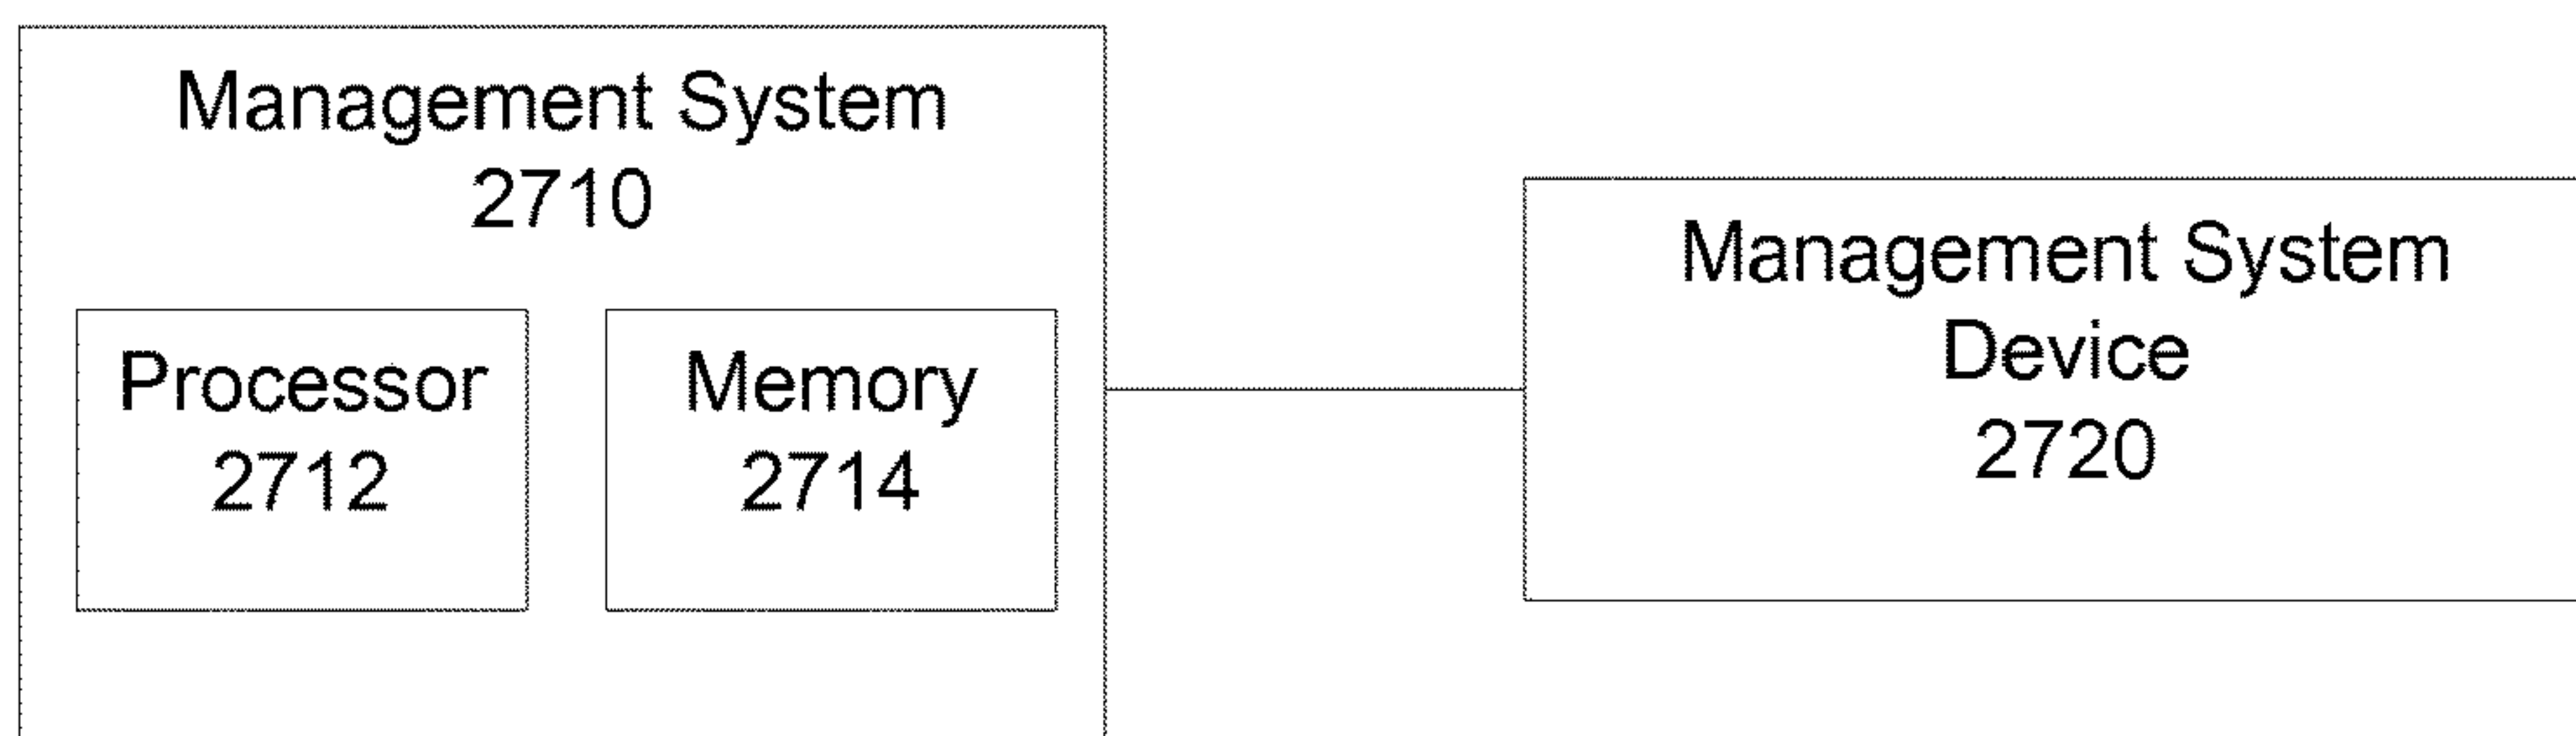 Management System
2710
Processor
2712
Memory
2714
Management System
Device
2720